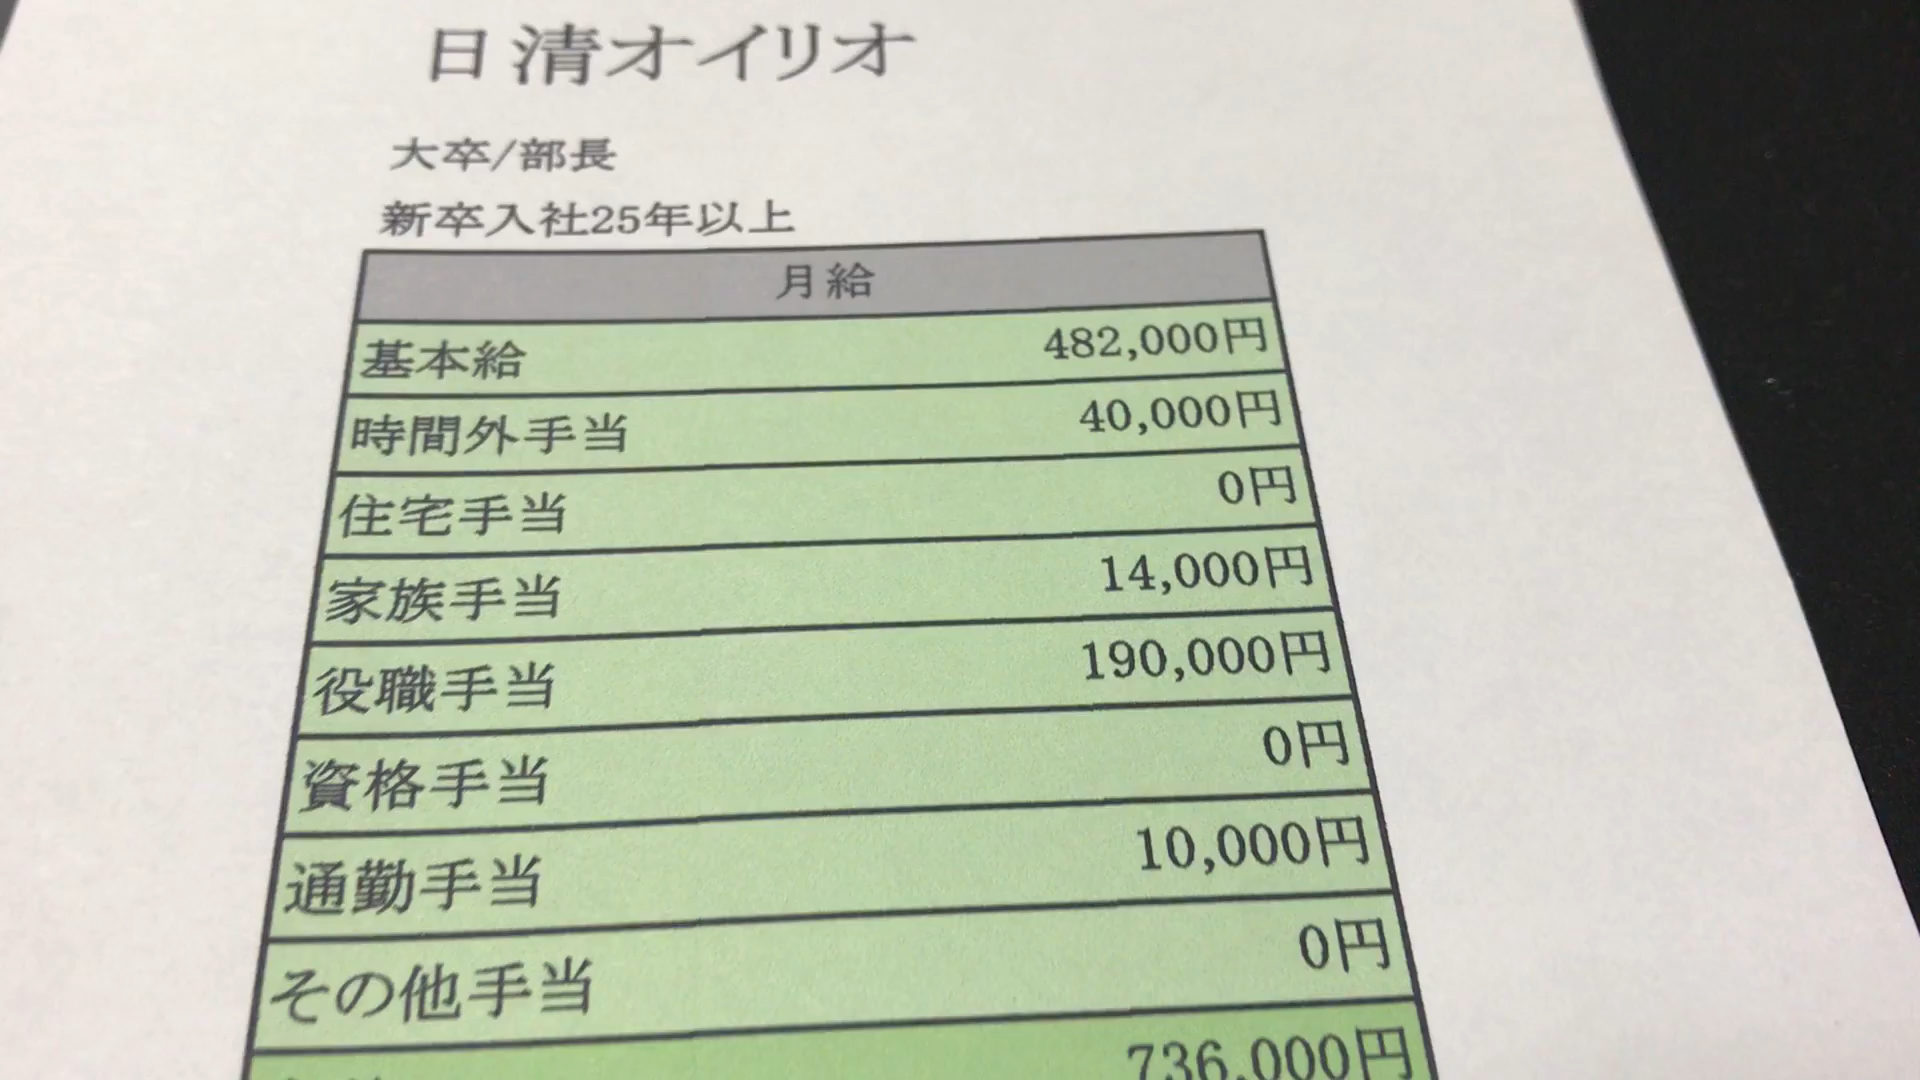 日清オイリオ
大卒/部長
新卒入社25年以上
月給
基本給 482,000円
時間外手当 40,000円
住宅手当 0円
家族手当 14,000円
役職手当 190,000円
資格手当 0円
通勤手当 10,000円
その他手当 0円
736,000円